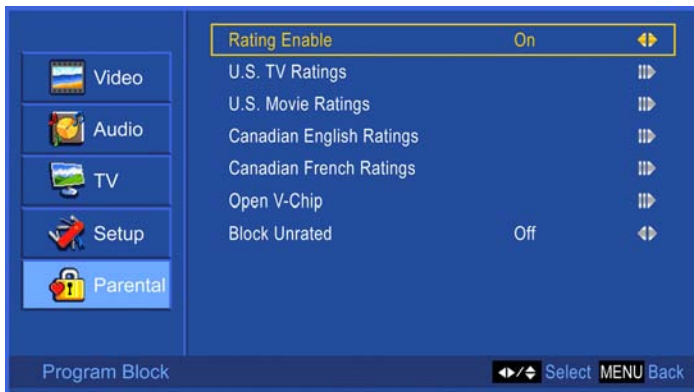 Video
Audio
TV
Setup
Parental
Rating Enable On
U.S. TV Ratings
U.S. Movie Ratings
Canadian English Ratings
Canadian French Ratings
Open V-Chip
Block Unrated Off
Program Block
Select MENU Back